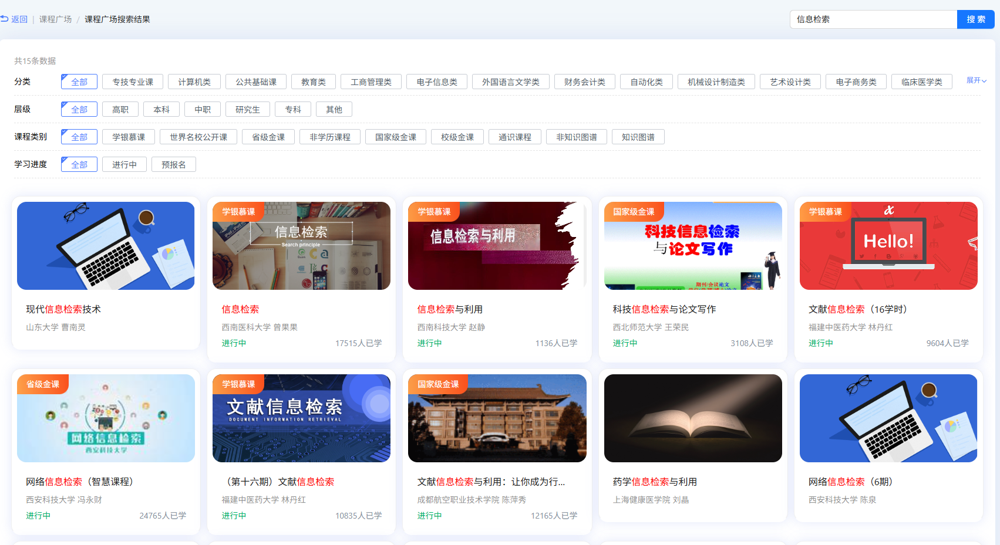 返回 | 课程广场 / 课程广场搜索结果
信息检索
搜 索
共15条数据
分类 全部 专技专业课 计算机类 公共基础课 教育类 工商管理类 电子信息类 外国语言文学类 财务会计类 自动化类 机械设计制造类 艺术设计类 电子商务类 临床医学类 展开
层级 全部 高职 本科 中职 研究生 专科 其他
课程类别 全部 学银慕课 世界名校公开课 省级金课 非学历课程 国家级金课 校级金课 通识课程 非知识图谱 知识图谱
学习进度 全部 进行中 预报名
现代信息检索技术
山东大学 曹南灵
学银慕课
信息检索
Search principle
信息检索
西南医科大学 曾果果
进行中 17515人已学
学银慕课
信息检索与利用
信息检索与利用
西南科技大学 赵静
进行中 1136人已学
国家级金课
科技信息检索
与论文写作
期刊/会议论文
科技信息检索与论文写作
西北师范大学 王荣民
进行中 3108人已学
学银慕课
Hello!
文献信息检索（16学时）
福建中医药大学 林丹红
进行中 9604人已学
省级金课
网络信息检索
西安科技大学
网络信息检索（智慧课程）
西安科技大学 冯永财
进行中 24765人已学
学银慕课
文献信息检索
DOCUMENT INFORMATION RETRIEVAL
（第十六期）文献信息检索
福建中医药大学 林丹红
进行中 10835人已学
国家级金课
文献信息检索与利用：让你成为行...
成都航空职业技术学院 陈萍秀
进行中 12165人已学
药学信息检索与利用
上海健康医学院 刘晶
网络信息检索（6期）
西安科技大学 陈泉